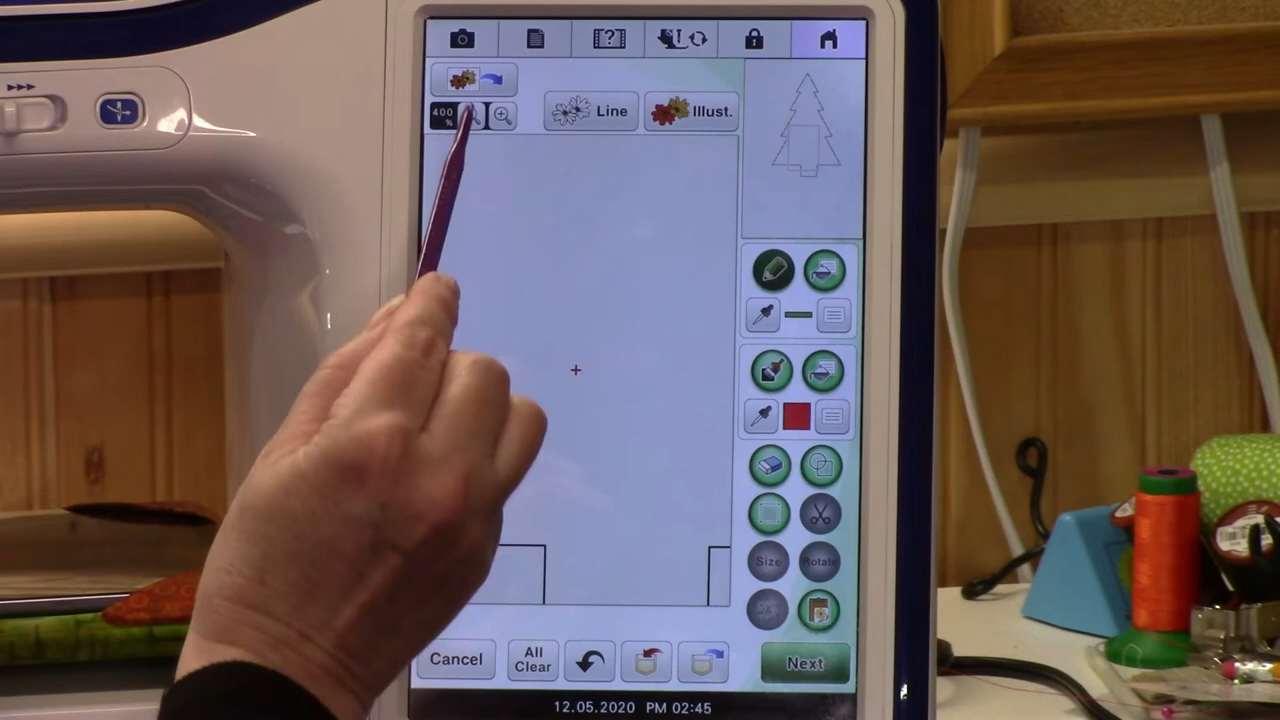 ?
400
%
Line
Illust.
Size
Rotate
Cancel
All
Clear
Next
12.05.2020 PM 02:45